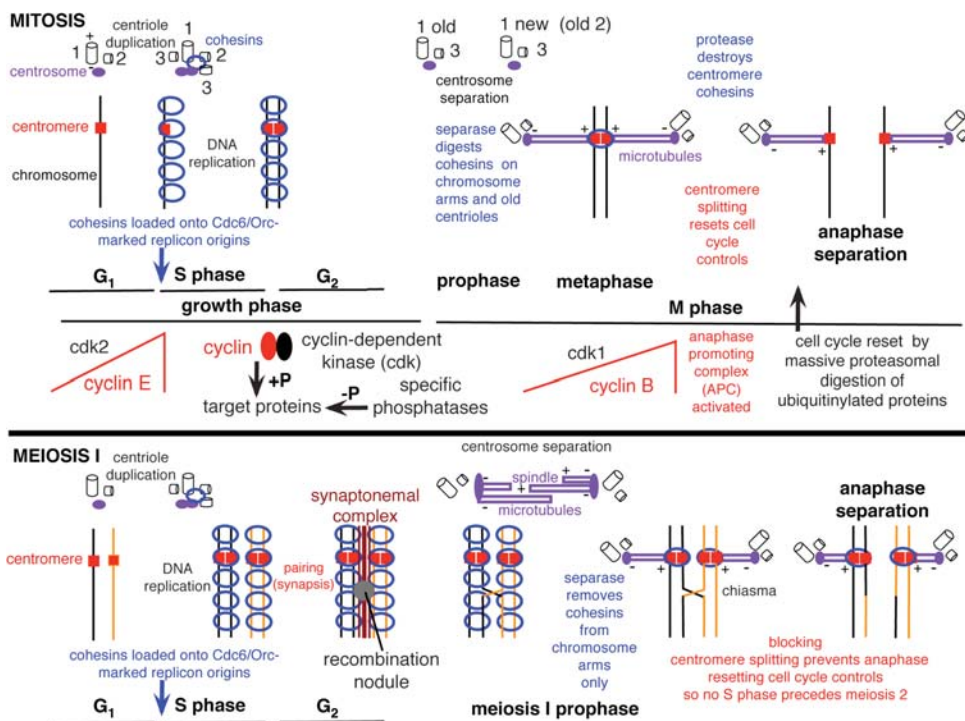 MITOSIS
centriole
duplication
+
1
2
-
centrosome
1
cohesins
3
2
3
centromere
chromosome
DNA
replication
cohesins loaded onto Cdc6/Orc-
marked replicon origins
G1
S phase
G2
growth phase
cdk2
cyclin E
cyclin
cyclin-dependent
kinase (cdk)
+P
-P
target proteins
specific
phosphatases
1 old
3
1 new (old 2)
3
centrosome
separation
separase
digests
cohesins on
chromosome
arms and old
centrioles
- + + -
microtubules
protease
destroys
centromere
cohesins
centromere
splitting
resets cell
cycle
controls
- + + -
anaphase
separation
prophase
metaphase
M phase
cdk1
cyclin B
anaphase
promoting
complex
(APC)
activated
cell cycle reset by
massive proteasomal
digestion of
ubiquitinylated proteins
MEIOSIS I
centriole
duplication
centromere
DNA
replication
cohesins loaded onto Cdc6/Orc-
marked replicon origins
G1
S phase
G2
synaptonemal
complex
pairing
(synapsis)
recombination
nodule
centrosome separation
spindle
- + + -
microtubules
-
separase
removes
cohesins
from
chromosome
arms
only
meiosis I prophase
- + + -
chiasma
anaphase
separation
- + + -
blocking
centromere splitting prevents anaphase
resetting cell cycle controls
so no S phase precedes meiosis 2